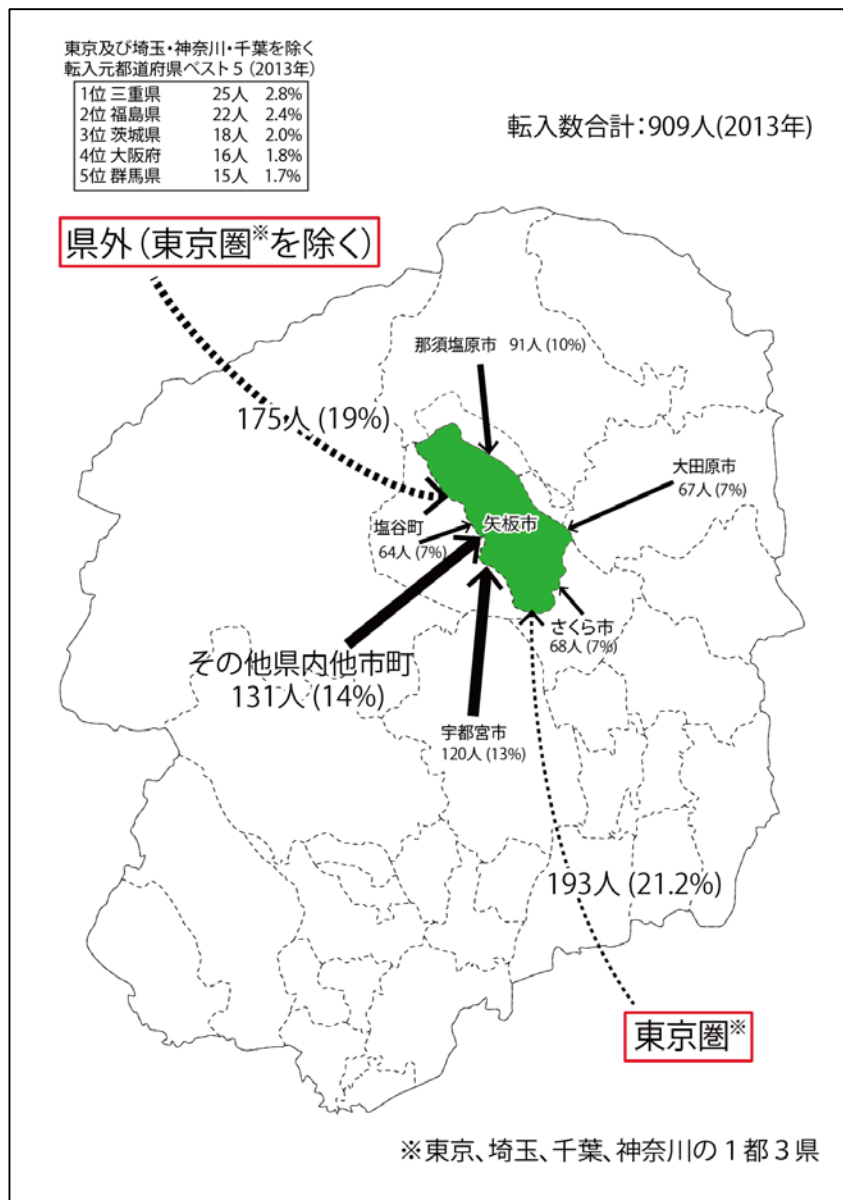 東京及び埼玉・神奈川・千葉を除く
転入元都道府県ベスト5 (2013年)
1位 三重県 25人 2.8%
2位 福島県 22人 2.4%
3位 茨城県 18人 2.0%
4位 大阪府 16人 1.8%
5位 群馬県 15人 1.7%
転入数合計:909人(2013年)
県外 (東京圏※を除く)
那須塩原市 91人 (10%)
175人 (19%)
大田原市
67人 (7%)
矢板市
塩谷町
64人 (7%)
さくら市
68人 (7%)
その他県内他市町
131人 (14%)
宇都宮市
120人 (13%)
193人 (21.2%)
東京圏※
※東京、埼玉、千葉、神奈川の1都3県